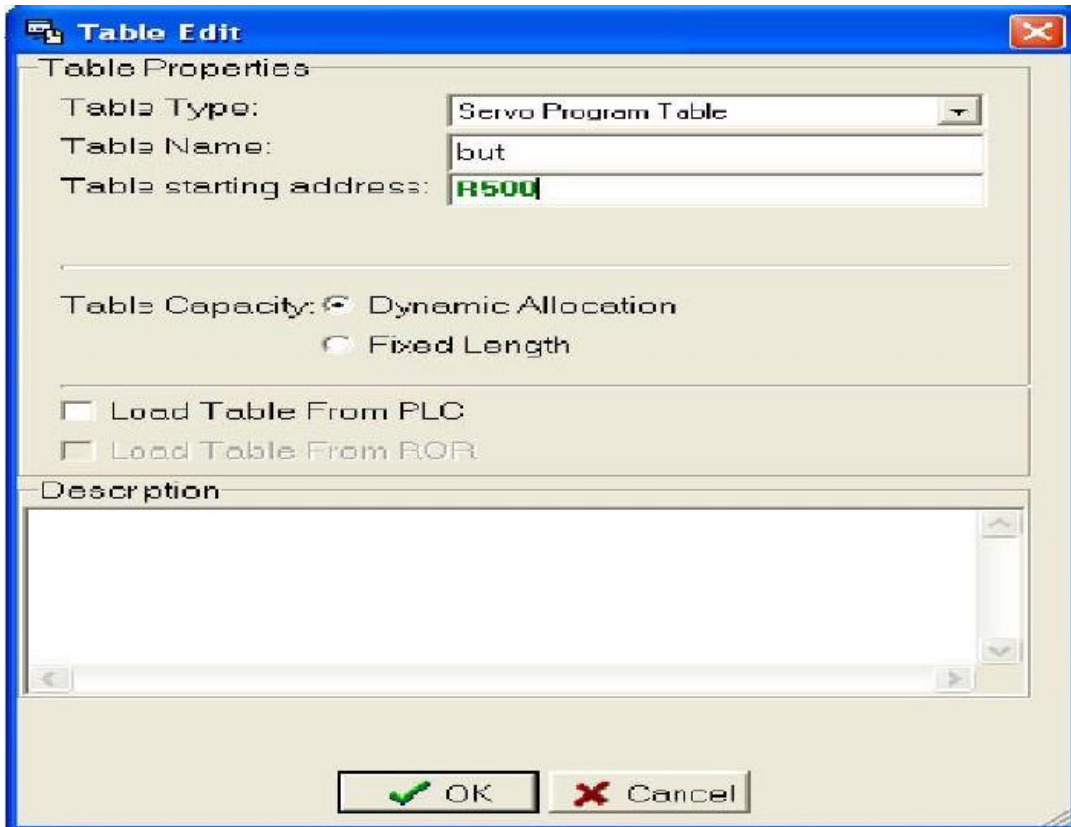 Table Edit
Table Properties
Table Type: Servo Program Table
Table Name: but
Table starting address: R500
Table Capacity: Dynamic Allocation
Fixed Length
Load Table From PLC
Load Table From ROR
Description
OK Cancel